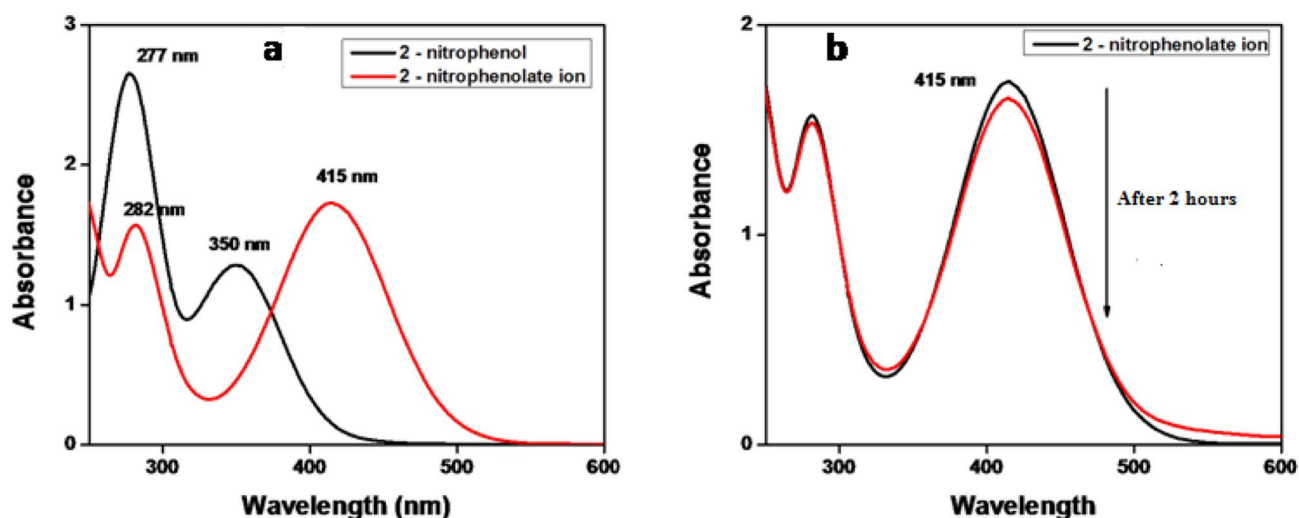 a
2 - nitrophenol
2 - nitrophenolate ion
277 nm
282 nm
350 nm
415 nm
Absorbance
3
2
1
0
300
400
500
600
Wavelength (nm)
b
2 - nitrophenolate ion
415 nm
After 2 hours
Absorbance
2
1
0
300
400
500
600
Wavelength